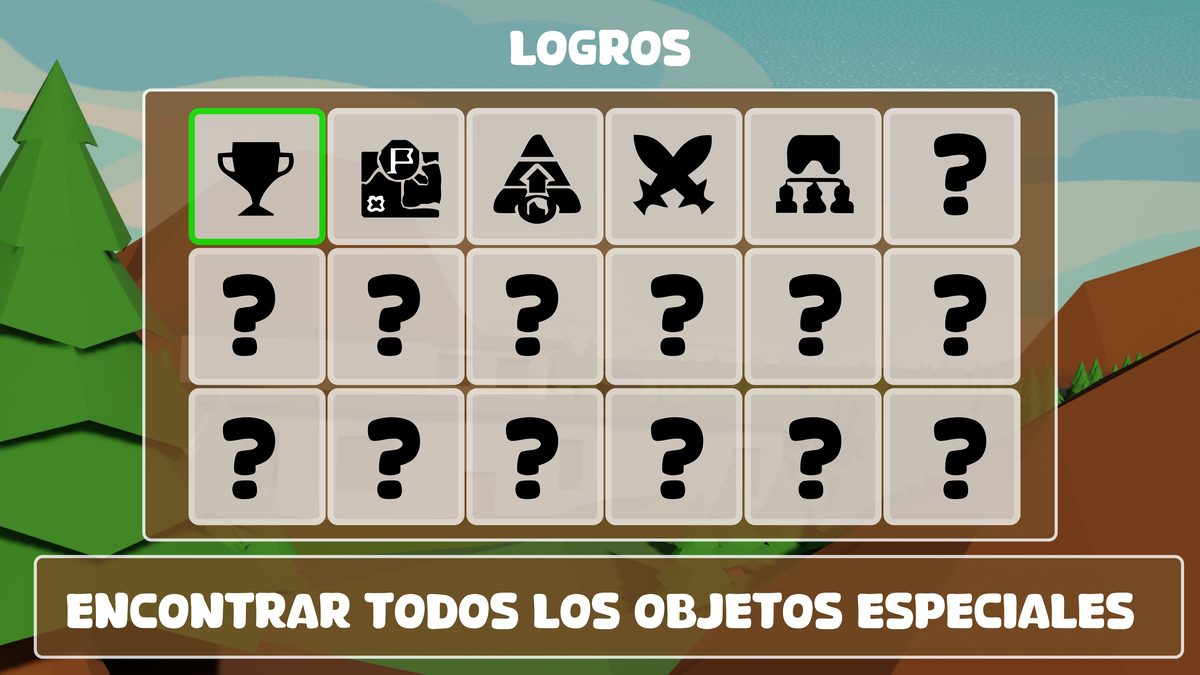 LOGROS
? 
? ? ? ? ? ?
? ? ? ? ? ?
ENCONTRAR TODOS LOS OBJETOS ESPECIALES